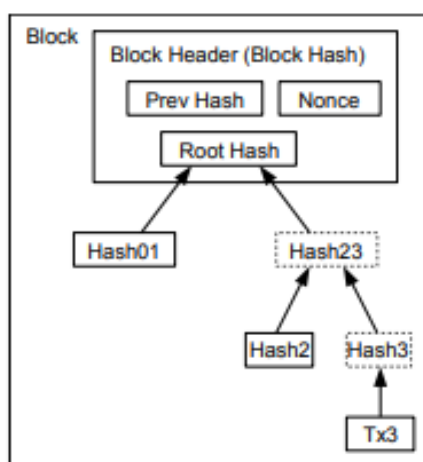 Block
Block Header (Block Hash)
Prev Hash
Nonce
Root Hash
Hash01
Hash23
Hash2
Hash3
Tx3